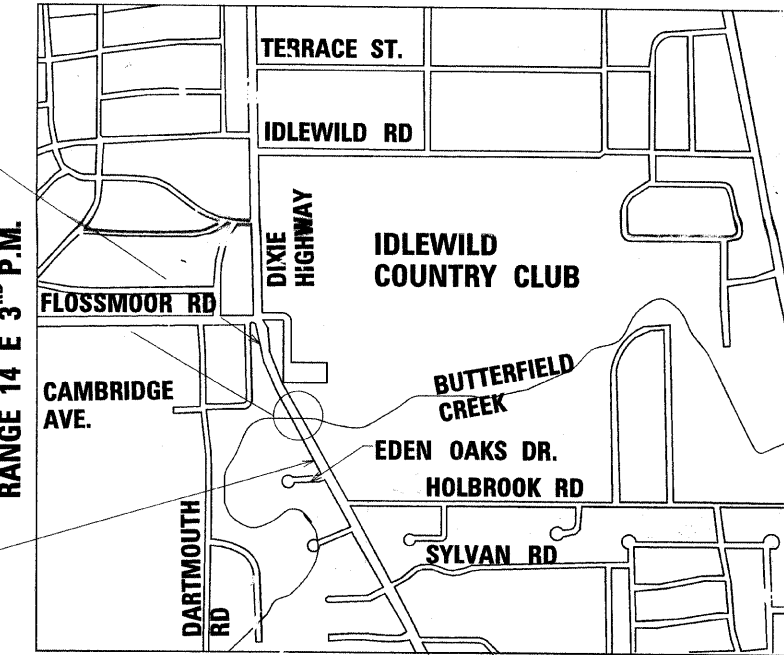 TERRACE ST.
IDLEWILD RD
DIXIE
HIGHWAY
IDLEWILD
COUNTRY CLUB
FLOSSMOOR RD
RANGE 14 E 3RD P.M.
CAMBRIDGE
AVE.
BUTTERFIELD
CREEK
EDEN OAKS DR.
HOLBROOK RD
DARTMOUTH
RD
SYLVAN RD